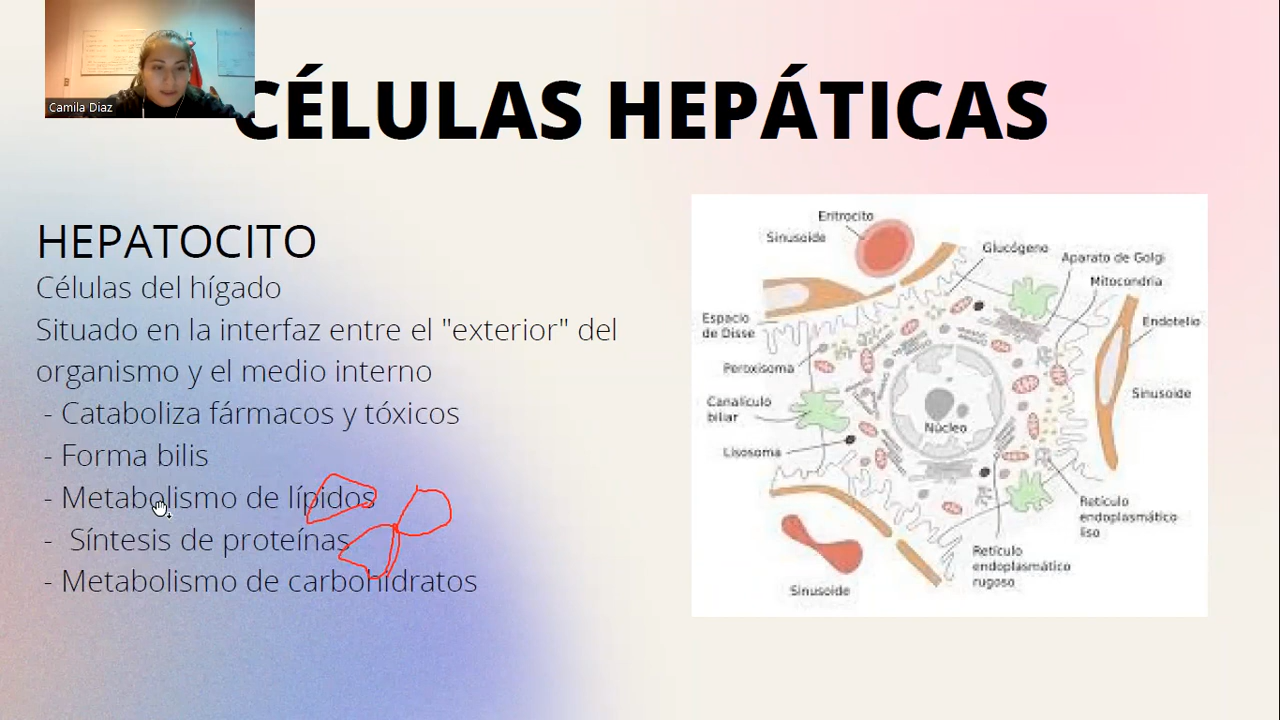 Camila Diaz
CÉLULAS HEPÁTICAS
HEPATOCITO
Células del hígado
Situado en la interfaz entre el "exterior" del
organismo y el medio interno
- Cataboliza fármacos y tóxicos
- Forma bilis
- Metabolismo de lípidos
- Síntesis de proteínas
- Metabolismo de carbohidratos
Eritrocito
Sinusoide
Glucógeno
Aparato de Golgi
Mitocondria
Espacio
de Disse
Endotelio
Peroxisoma
Sinusoide
Canalículo
biliar
Núcleo
Lisosoma
Retículo
endoplasmático
liso
Retículo
endoplasmático
rugoso
Sinusoide